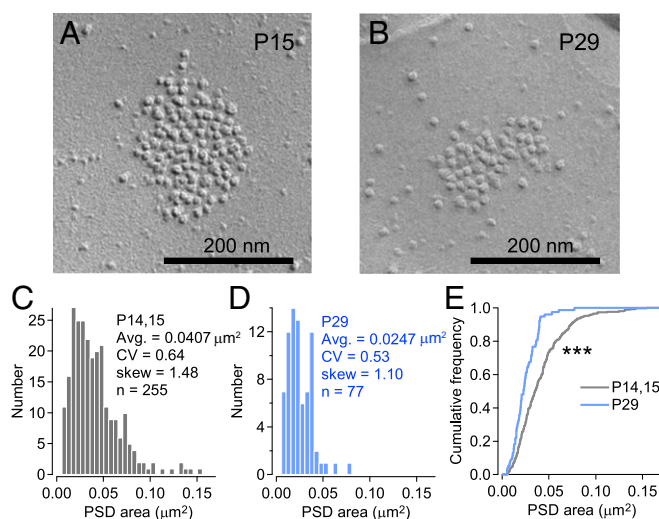 A
P15
200 nm
B
P29
200 nm
C
P14,15
Avg. = 0.0407 μm²
CV = 0.64
skew = 1.48
n = 255
Number
25
20
15
10
5
0
0.00 0.05 0.10 0.15
PSD area (μm²)
D
P29
Avg. = 0.0247 μm²
CV = 0.53
skew = 1.10
n = 77
Number
12
8
4
0
0.00 0.05 0.10 0.15
PSD area (μm²)
E
***
P14,15
P29
Cumulative frequency
1.0
0.8
0.6
0.4
0.2
0.0
0.00 0.05 0.10 0.15
PSD area (μm²)